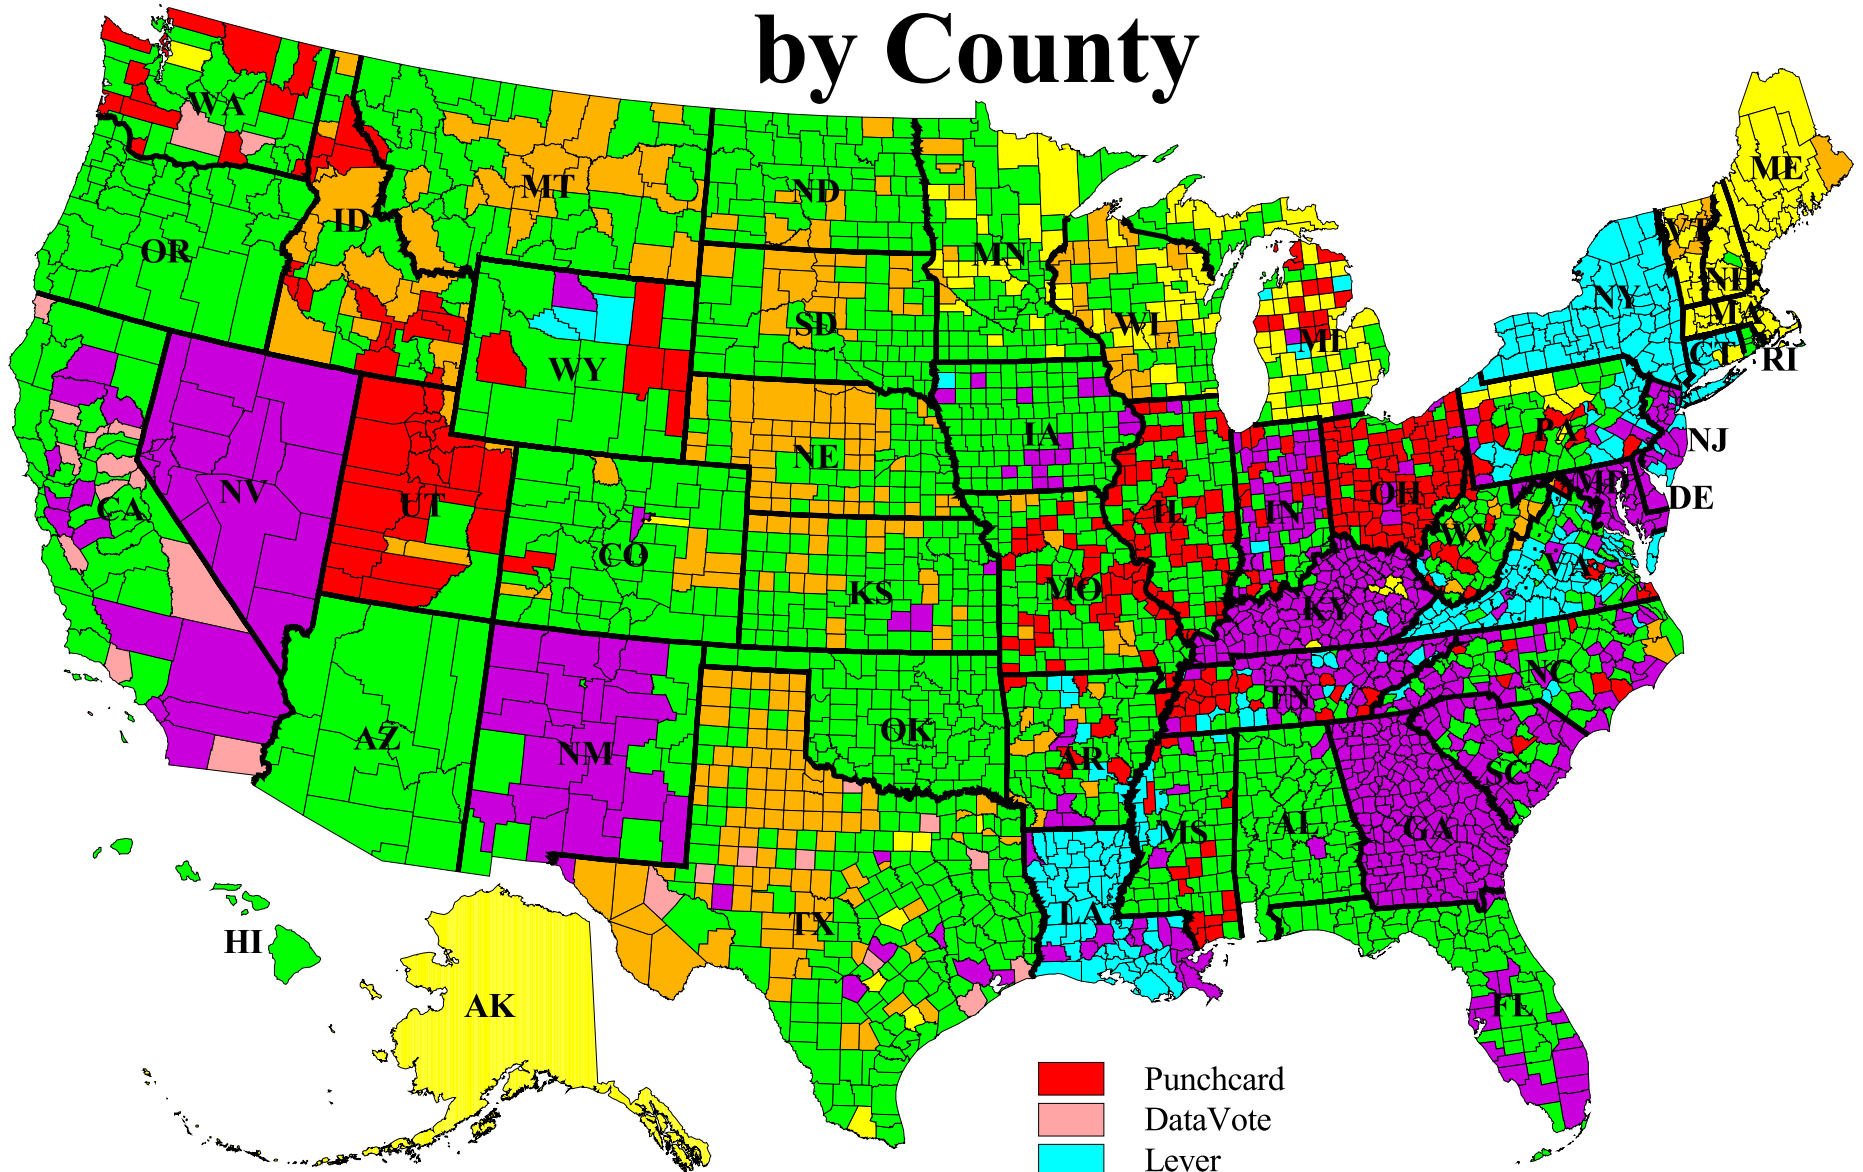 by County
WA
MT
ND
MN
ME
ID
OR
VT
NH
NY
MA
WI
MI
SD
CT
RI
WY
IA
PA
NJ
NE
NV
UT
CA
IL
IN
OH
MD
DE
CO
WV
VA
KS
MO
KY
NC
TN
AZ
NM
OK
AR
SC
MS
AL
GA
LA
TX
HI
AK
FL
Punchcard
DataVote
Lever